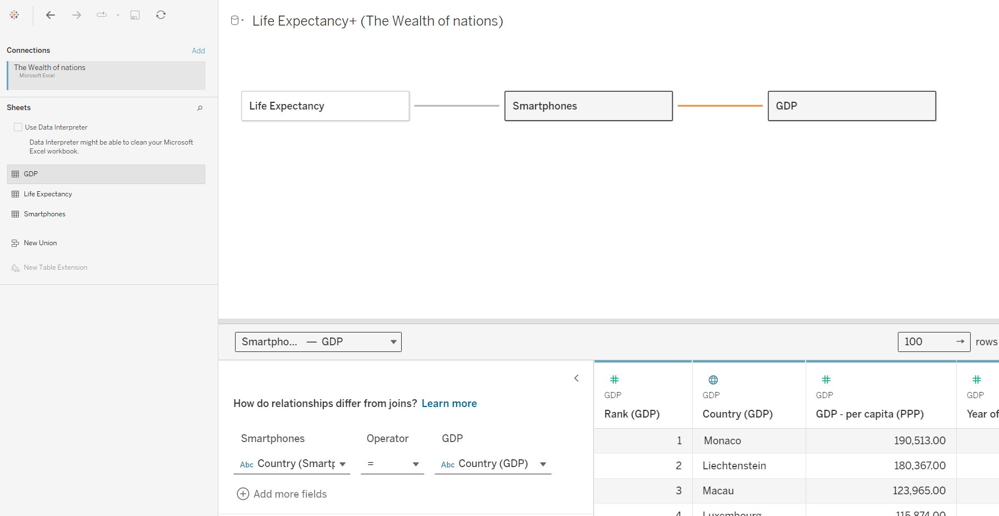 Life Expectancy+ (The Wealth of nations)
Connections
Add
The Wealth of nations
Microsoft Excel
Sheets
Use Data Interpreter
Data Interpreter might be able to clean your Microsoft
Excel workbook.
GDP
Life Expectancy
Smartphones
New Union
New Table Extension
Life Expectancy
Smartphones
GDP
Smartpho... — GDP
100
rows
How do relationships differ from joins? Learn more
Smartphones Operator GDP
Abc Country (Smartp = Abc Country (GDP)
Add more fields
GDP GDP GDP GDP
Rank (GDP) Country (GDP) GDP - per capita (PPP) Year of
1 Monaco 190,513.00
2 Liechtenstein 180,367.00
3 Macau 123,965.00
4 Luxembourg 115,874.00